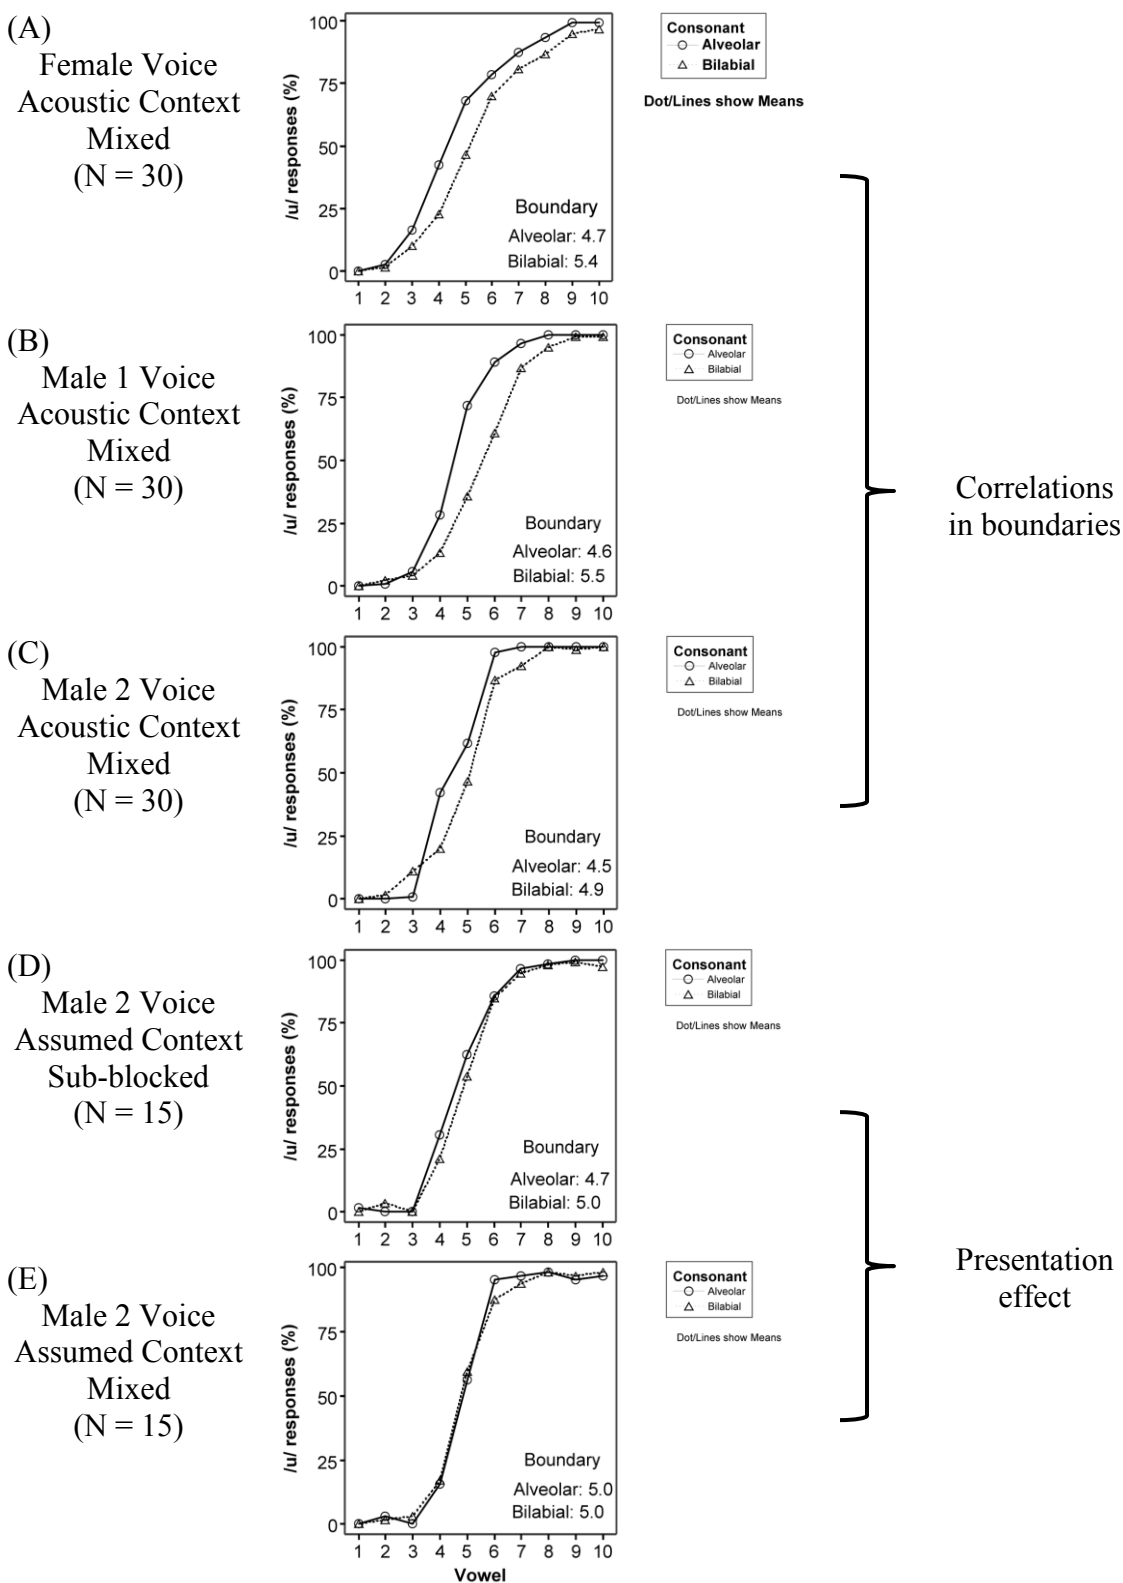 (A)
Female Voice
Acoustic Context
Mixed
(N = 30)
/u/ responses (%)
100
75
50
25
0
Boundary
Alveolar: 4.7
Bilabial: 5.4
1 2 3 4 5 6 7 8 9 10
Consonant
Alveolar
Bilabial
Dot/Lines show Means
(B)
Male 1 Voice
Acoustic Context
Mixed
(N = 30)
/u/ responses (%)
100
75
50
25
0
Boundary
Alveolar: 4.6
Bilabial: 5.5
1 2 3 4 5 6 7 8 9 10
Consonant
Alveolar
Bilabial
Dot/Lines show Means
Correlations
in boundaries
(C)
Male 2 Voice
Acoustic Context
Mixed
(N = 30)
/u/ responses (%)
100
75
50
25
0
Boundary
Alveolar: 4.5
Bilabial: 4.9
1 2 3 4 5 6 7 8 9 10
Consonant
Alveolar
Bilabial
Dot/Lines show Means
(D)
Male 2 Voice
Assumed Context
Sub-blocked
(N = 15)
/u/ responses (%)
100
75
50
25
0
Boundary
Alveolar: 4.7
Bilabial: 5.0
1 2 3 4 5 6 7 8 9 10
Consonant
Alveolar
Bilabial
Dot/Lines show Means
(E)
Male 2 Voice
Assumed Context
Mixed
(N = 15)
/u/ responses (%)
100
75
50
25
0
Boundary
Alveolar: 5.0
Bilabial: 5.0
1 2 3 4 5 6 7 8 9 10
Vowel
Consonant
Alveolar
Bilabial
Dot/Lines show Means
Presentation
effect